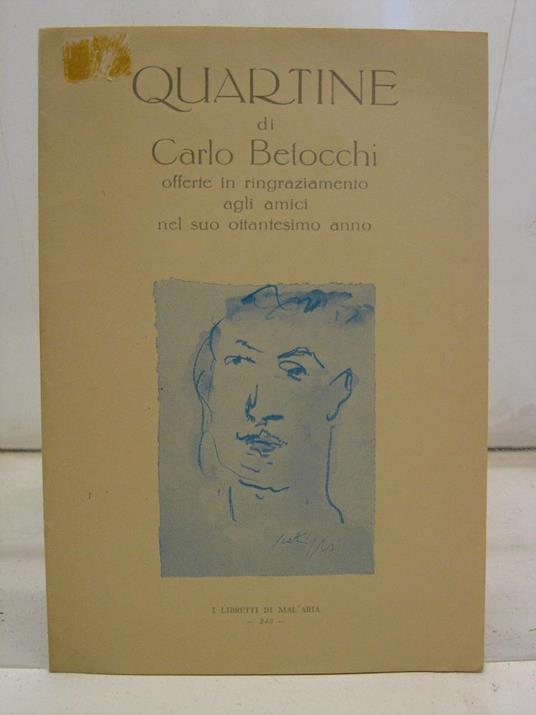 QUARTINE
di
Carlo Betocchi
offerte in ringraziamento
agli amici
nel suo ottantesimo anno
I LIBRETTI DI MAL'ARIA